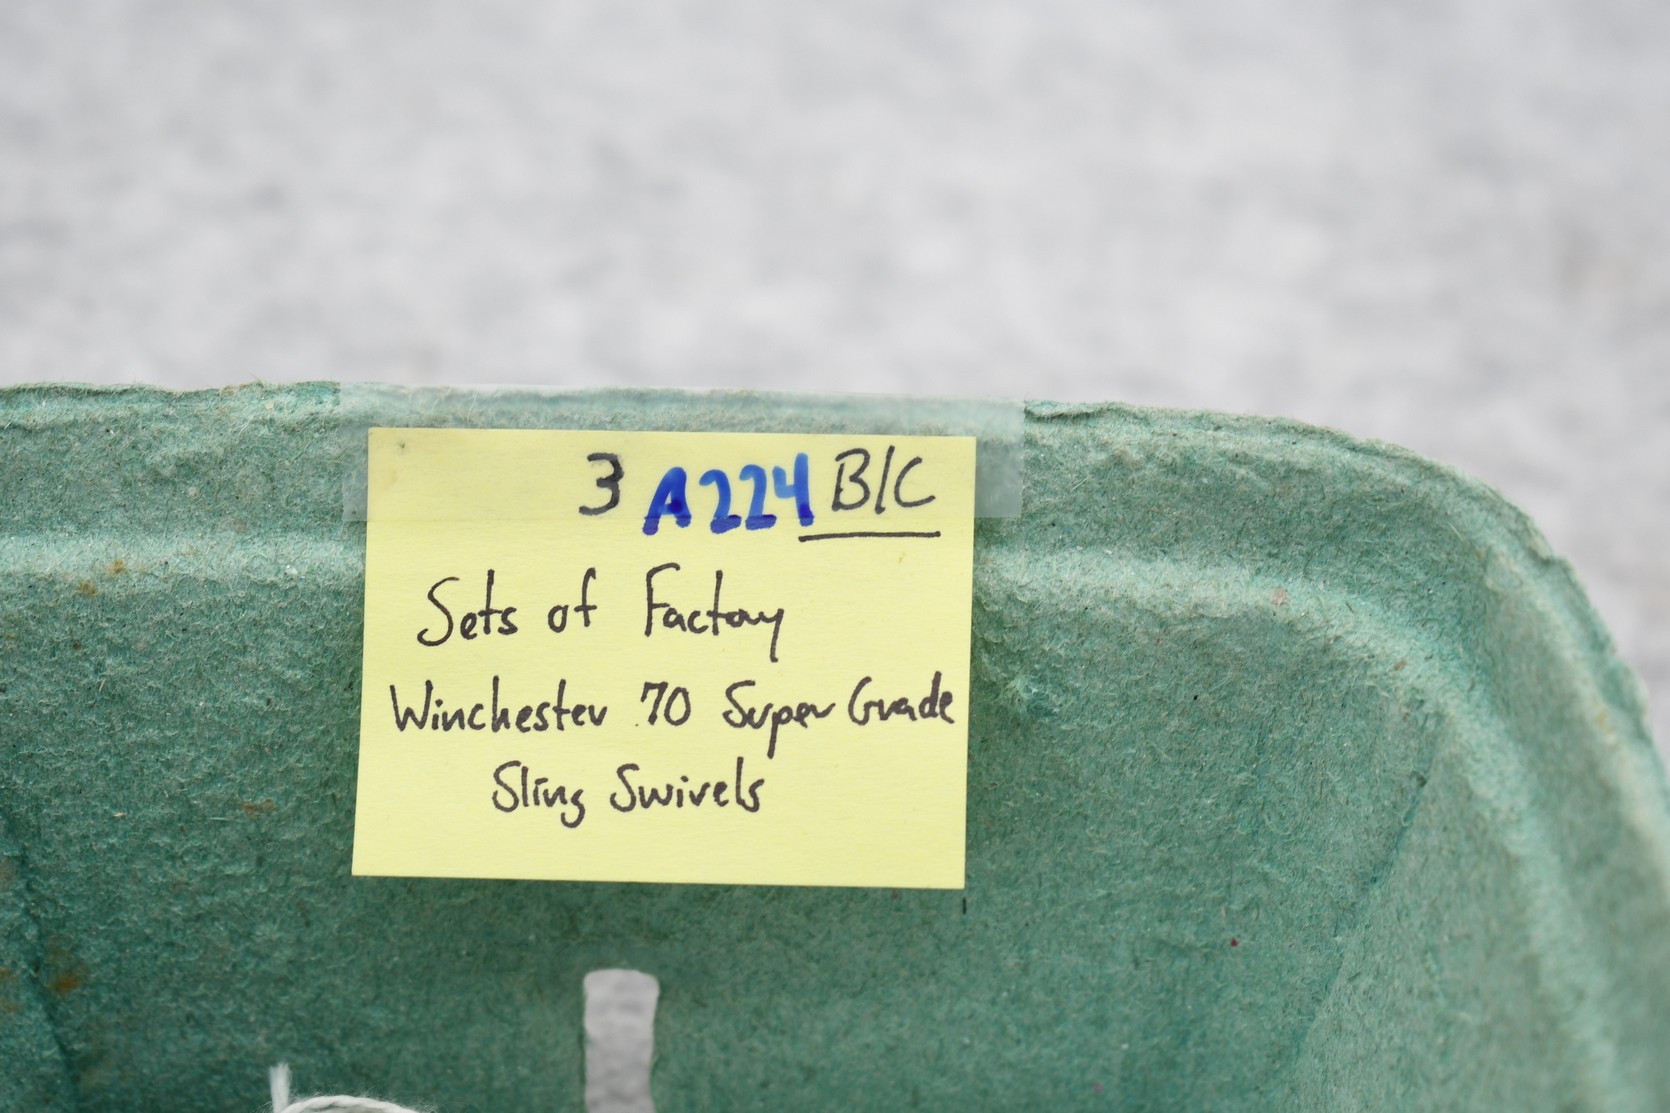 3 A224 B/C
Sets of Factory
Winchester 70 Super Grade
Sling Swivels